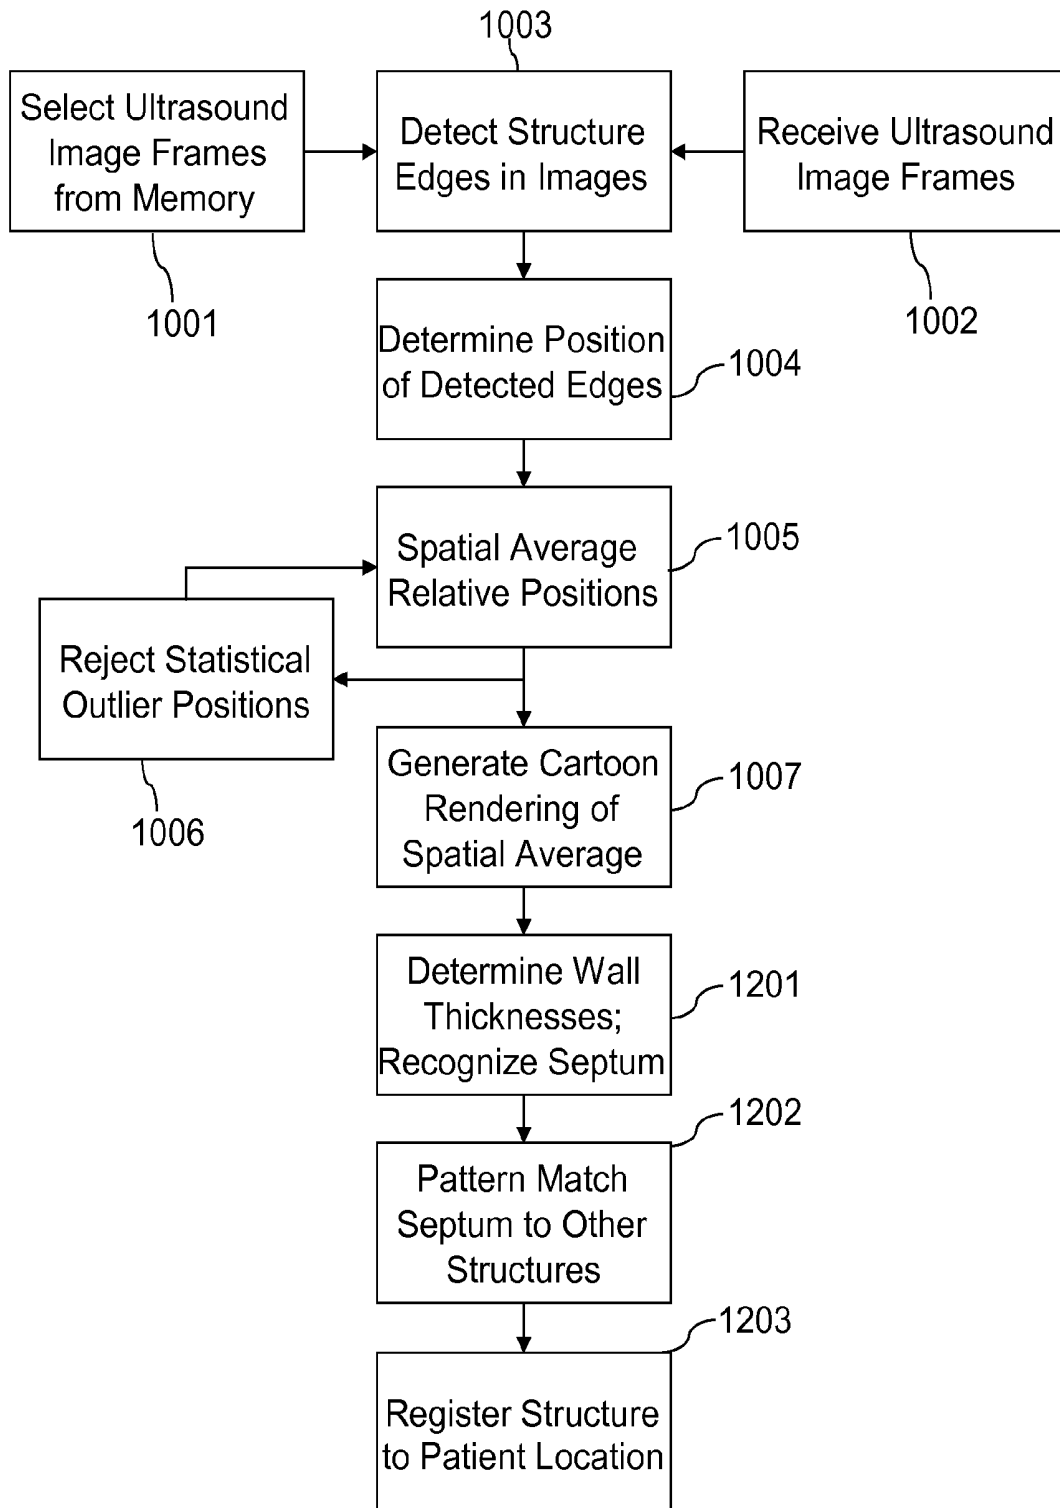 1003
Select Ultrasound
Image Frames
from Memory
Detect Structure
Edges in Images
Receive Ultrasound
Image Frames
1001
1002
Determine Position
of Detected Edges
1004
Spatial Average
Relative Positions
1005
Reject Statistical
Outlier Positions
1006
Generate Cartoon
Rendering of
Spatial Average
1007
Determine Wall
Thicknesses;
Recognize Septum
1201
1202
Pattern Match
Septum to Other
Structures
1203
Register Structure
to Patient Location